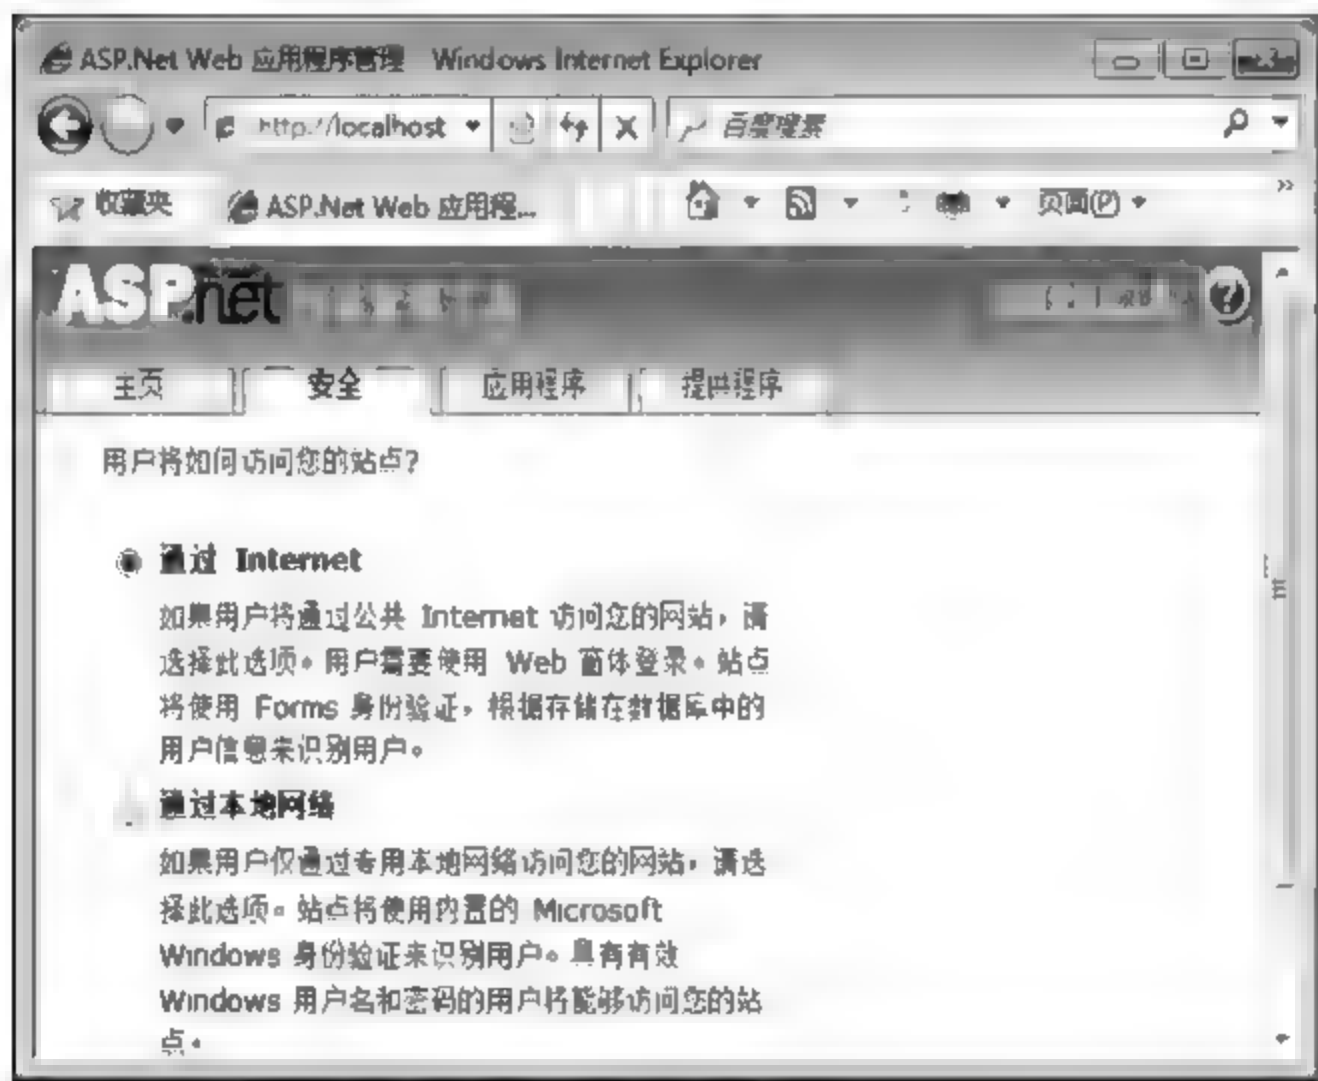 ASP.Net Web 应用程序管理 Windows Internet Explorer
http://localhost 百度搜索
收藏夹 ASP.Net Web 应用程... 页面(P)
ASP.net
主页 安全 应用程序 提供程序
用户将如何访问您的站点?
通过 Internet
如果用户将通过公共 Internet 访问您的网站，请
选择此选项。用户需要使用 Web 窗体登录。站点
将使用 Forms 身份验证，根据存储在数据库中的
用户信息来识别用户。
通过本地网络
如果用户仅通过专用本地网络访问您的网站，请选
择此选项。站点将使用内置的 Microsoft
Windows 身份验证来识别用户。具有有效
Windows 用户名和密码的用户将能够访问您的站
点。